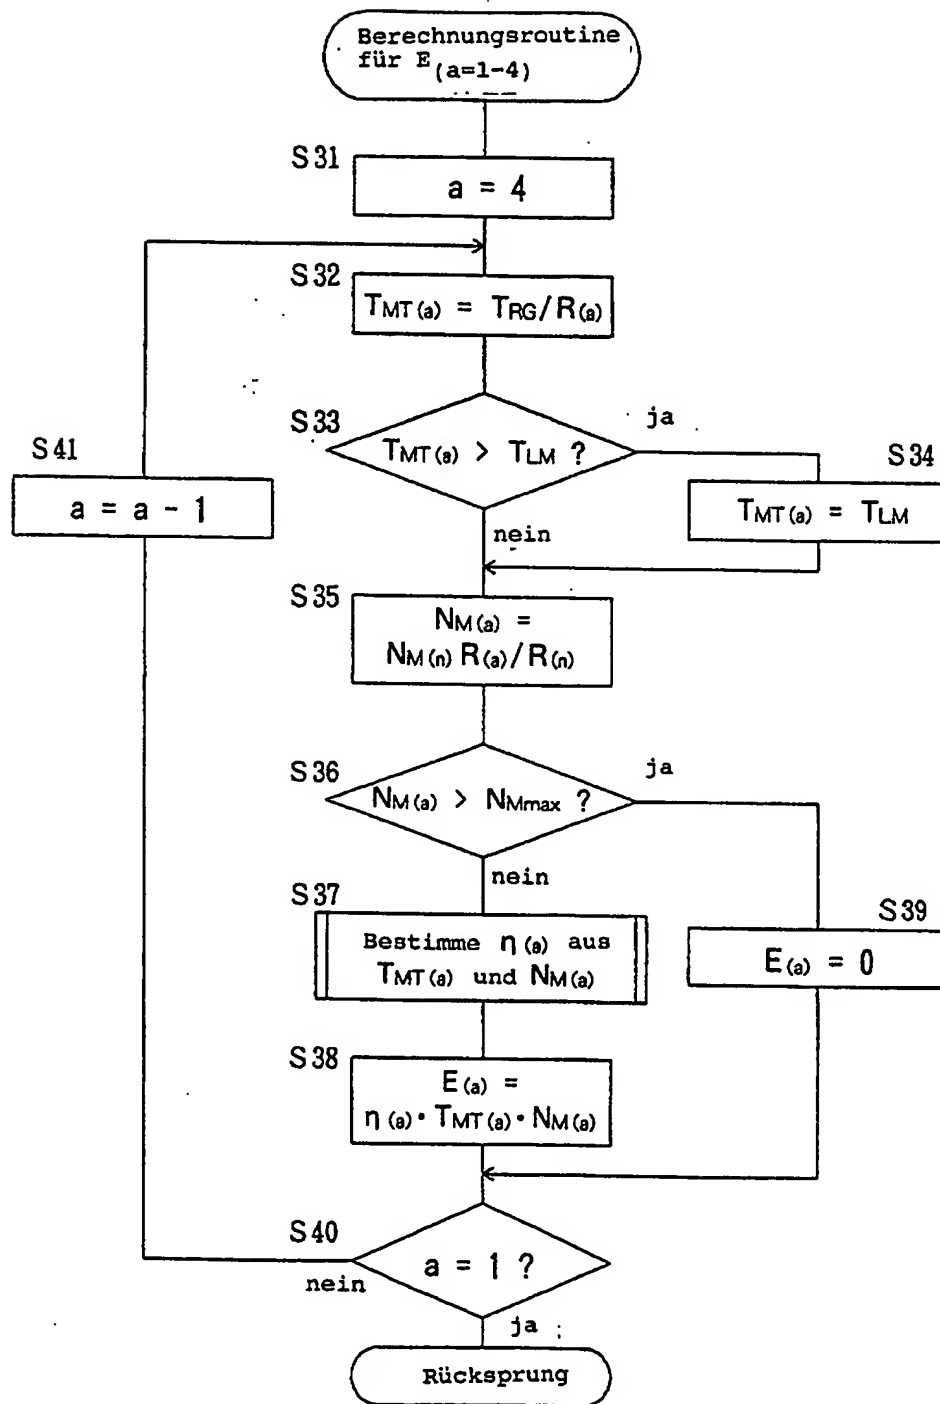 Berechnungsroutine
für E(a=1-4)
S31
a = 4
S32
TMT(a) = TRG/R(a)
S33
TMT(a) > TLM ?
ja
S34
TMT(a) = TLM
S41
a = a - 1
nein
S35
NM(a) =
NM(n) R(a)/R(n)
S36
NM(a) > NMmax ?
ja
nein
S37
Bestimme η(a) aus
TMT(a) und NM(a)
S39
E(a) = 0
S38
E(a) =
η(a)・TMT(a)・NM(a)
S40
a = 1 ?
nein
ja
Rücksprung